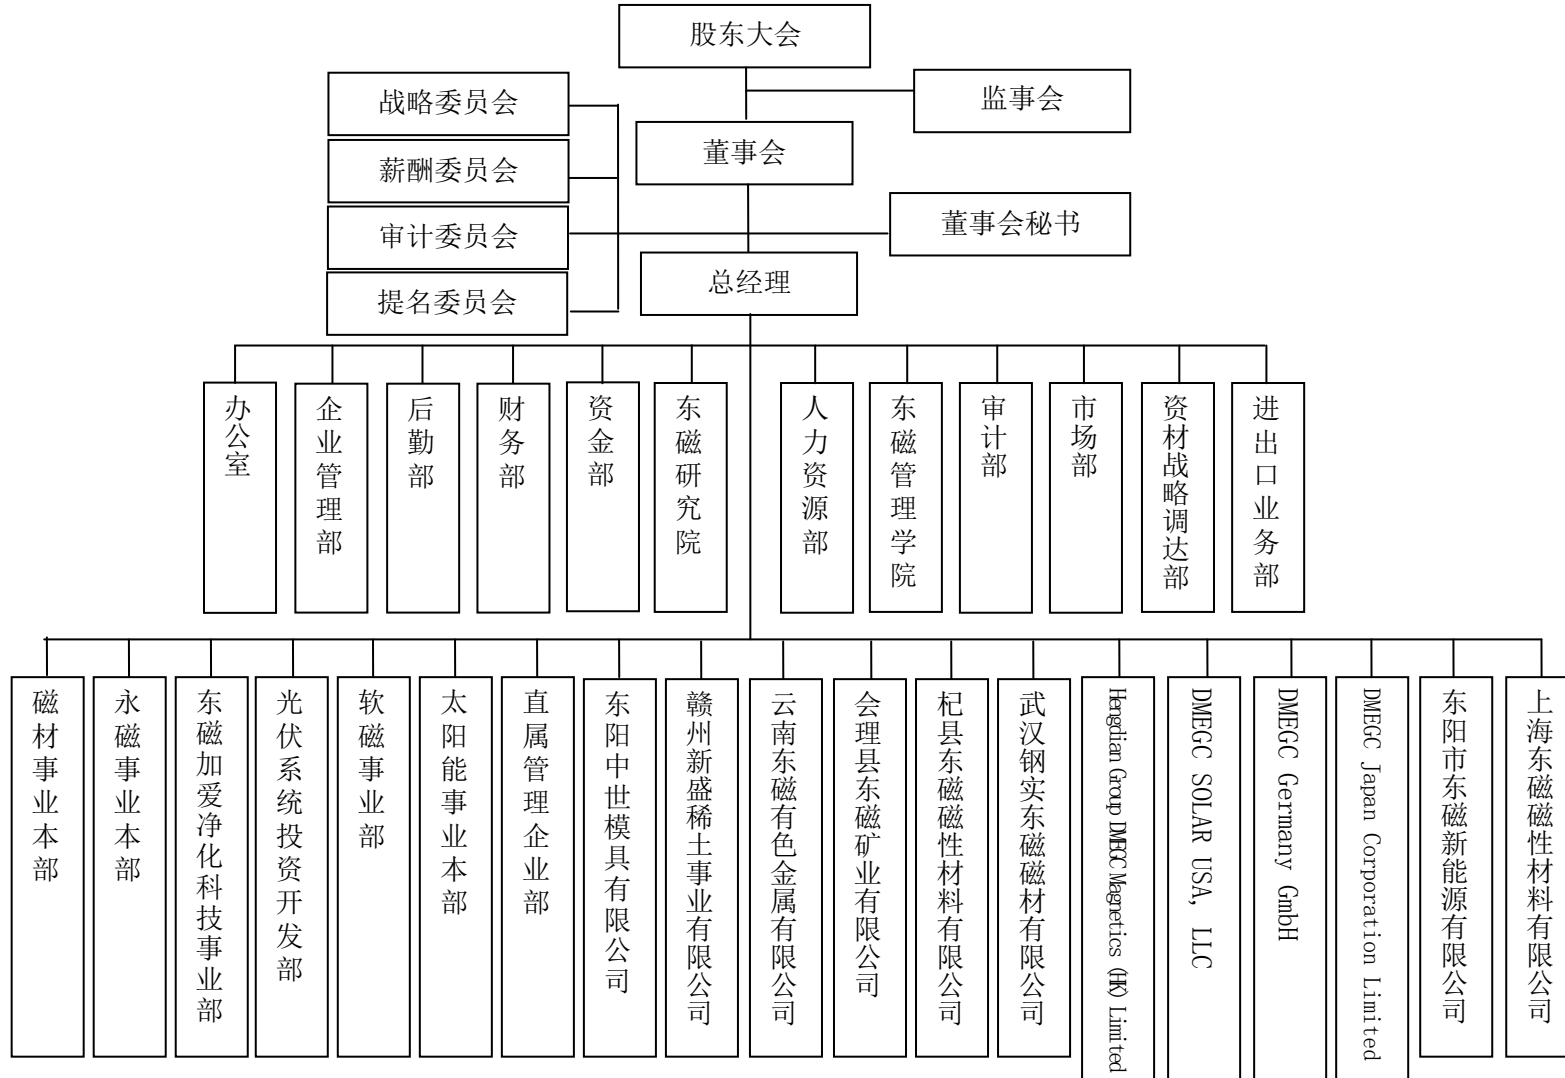 股东大会
监事会
战略委员会
董事会
薪酬委员会
董事会秘书
审计委员会
总经理
提名委员会
办公室
企业管理部
后勤部
财务部
资金部
东磁研究院
人力资源部
东磁管理学院
审计部
市场部
资材战略调达部
进出口业务部
磁材事业本部
永磁事业本部
东磁加爱净化科技事业部
光伏系统投资开发部
软磁事业部
太阳能事业本部
直属管理企业部
东阳中世模具有限公司
赣州新盛稀土事业有限公司
云南东磁有色金属有限公司
会理县东磁矿业有限公司
杞县东磁磁性材料有限公司
武汉钢实东磁磁材有限公司
Hengdian Group DMEGC Magnetics (HK) Limited
DMEGC SOLAR USA, LLC
DMEGC Germany GmbH
DMEGC Japan Corporation Limited
东阳市东磁新能源有限公司
上海东磁磁性材料有限公司